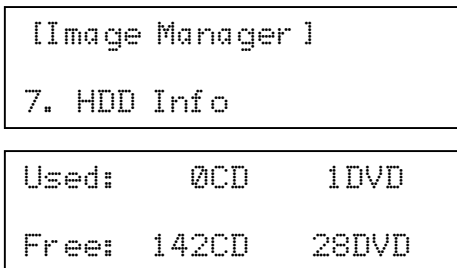 [Image Manager]
7. HDD Info
Used: 0CD 1DVD
Free: 142CD 28DVD